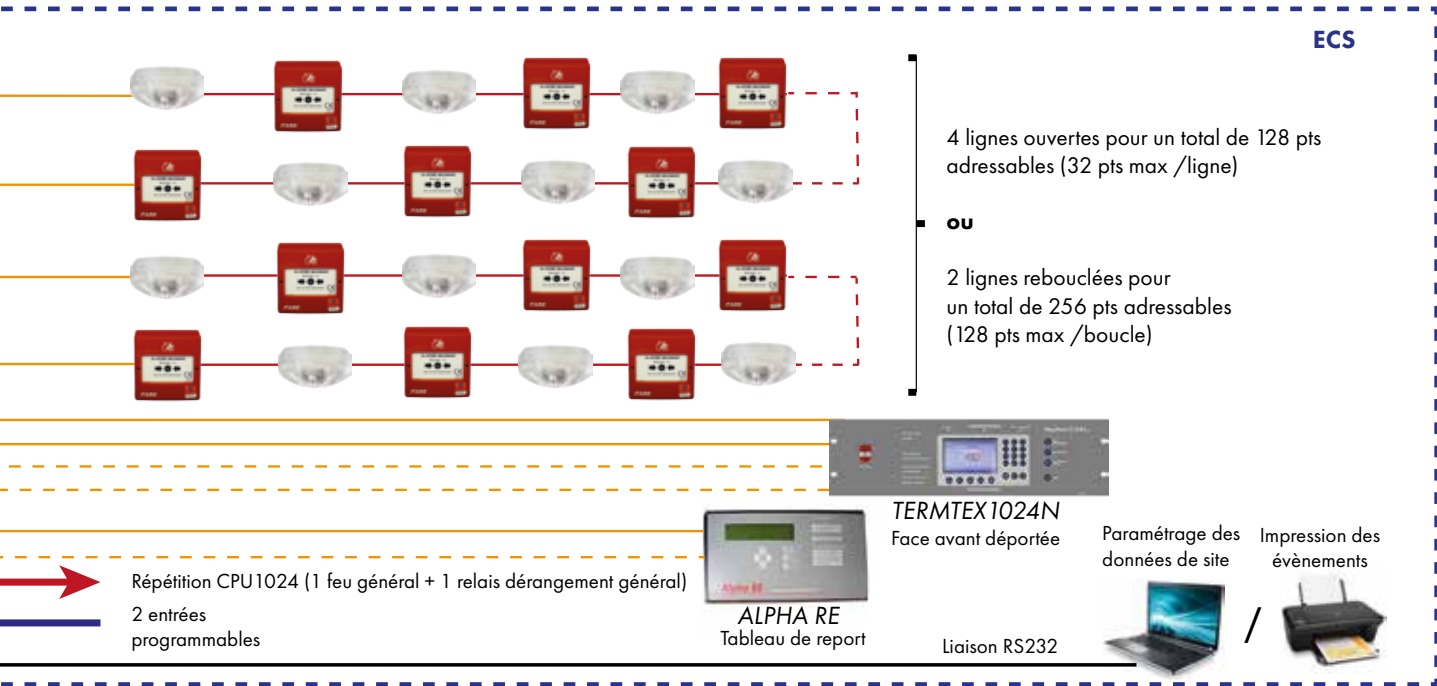 ECS
4 lignes ouvertes pour un total de 128 pts
adressables (32 pts max /ligne)
ou
2 lignes rebouclées pour
un total de 256 pts adressables
(128 pts max /boucle)
TERMTEX1024N
Face avant déportée
Alpha RE
ALPHA RE
Tableau de report
Paramétrage des
données de site
Impression des
évènements
/
Répétition CPU1024 (1 feu général + 1 relais dérangement général)
2 entrées
programmables
Liaison RS232